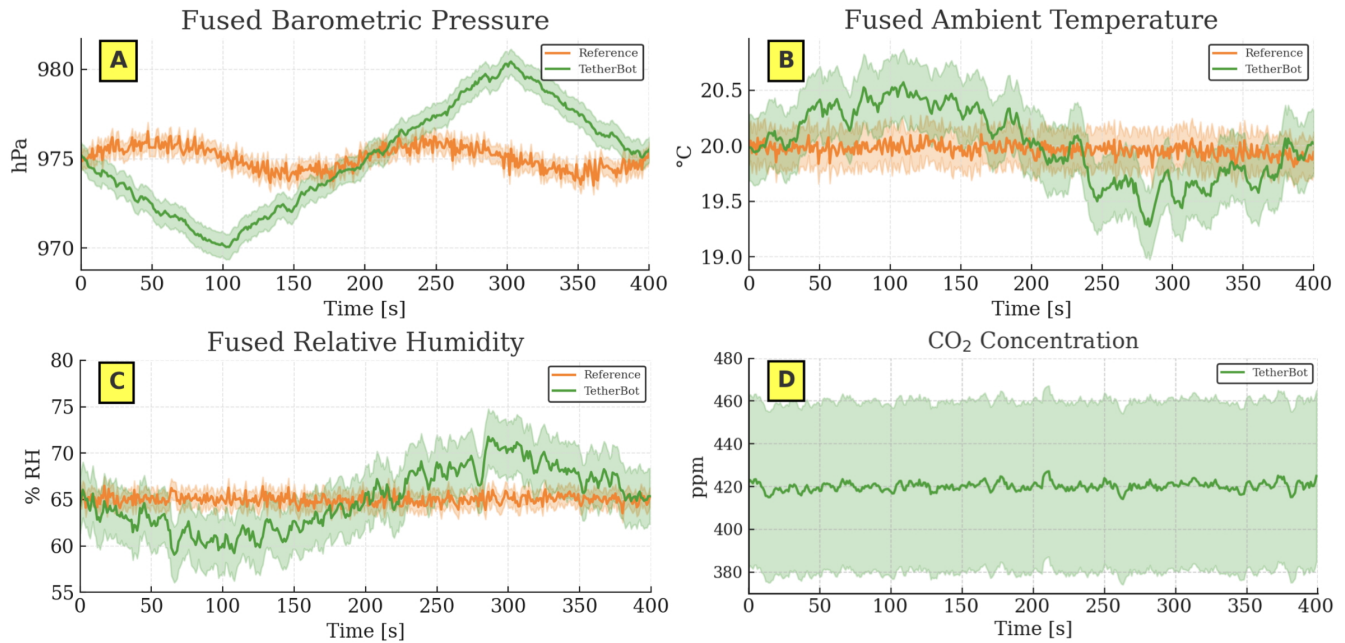 Fused Barometric Pressure
A
Reference
TetherBot
hPa
980
975
970
0 50 100 150 200 250 300 350 400
Time [s]
Fused Ambient Temperature
B
Reference
TetherBot
°C
20.5
20.0
19.5
19.0
0 50 100 150 200 250 300 350 400
Time [s]
Fused Relative Humidity
C
Reference
TetherBot
% RH
80
75
70
65
60
55
0 50 100 150 200 250 300 350 400
Time [s]
CO₂ Concentration
D
TetherBot
ppm
480
460
440
420
400
380
0 50 100 150 200 250 300 350 400
Time [s]